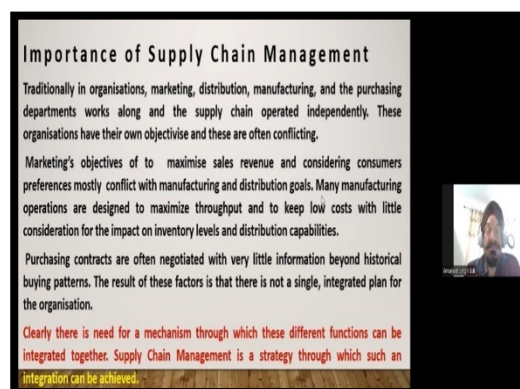 Importance of Supply Chain Management
Traditionally in organisations, marketing, distribution, manufacturing, and the purchasing
departments works along and the supply chain operated independently. These
organisations have their own objectivise and these are often conflicting.
Marketing's objectives of to maximise sales revenue and considering consumers
preferences mostly conflict with manufacturing and distribution goals. Many manufacturing
operations are designed to maximize throughput and to keep low costs with little
consideration for the impact on inventory levels and distribution capabilities.
Purchasing contracts are often negotiated with very little information beyond historical
buying patterns. The result of these factors is that there is not a single, integrated plan for
the organisation.
Clearly there is need for a mechanism through which these different functions can be
integrated together. Supply Chain Management is a strategy through which such an
integration can be achieved.